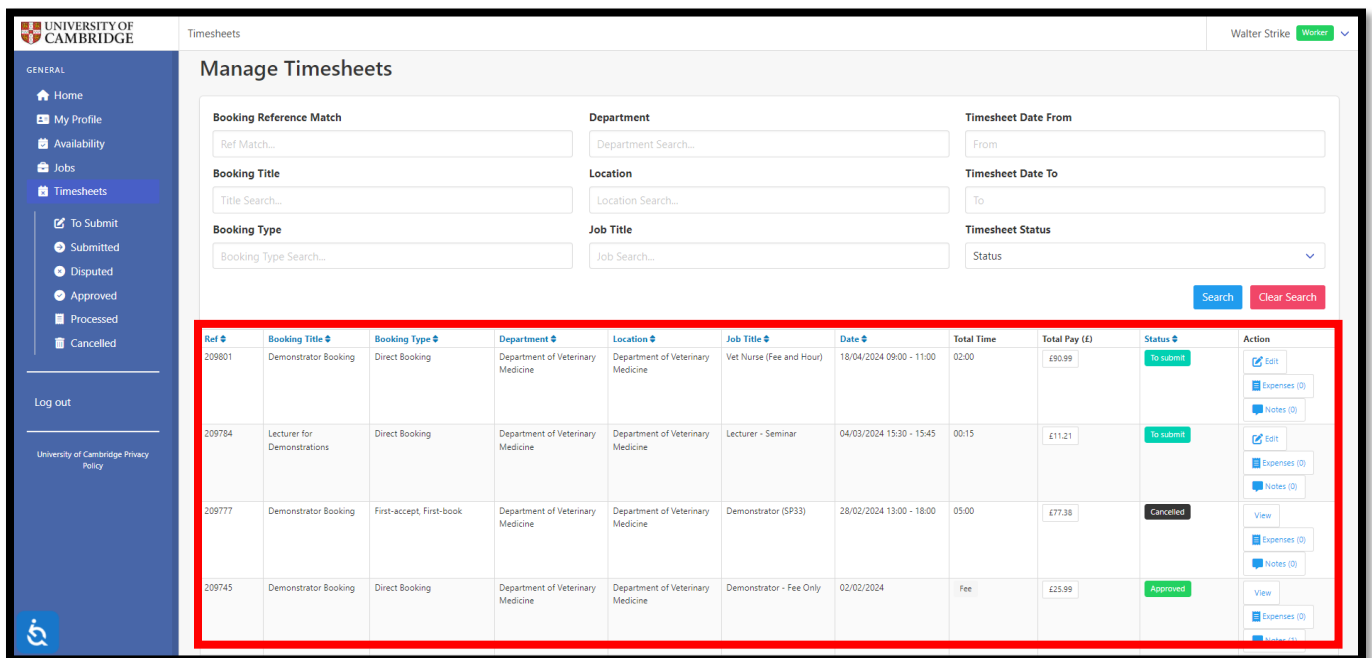 UNIVERSITY OF
CAMBRIDGE
Timesheets
Walter Strike Worker
GENERAL
Home
My Profile
Availability
Jobs
Timesheets
To Submit
Submitted
Disputed
Approved
Processed
Cancelled
Log out
University of Cambridge Privacy
Policy
Manage Timesheets
Booking Reference Match Department Timesheet Date From
Ref Match... Department Search... From
Booking Title Location Timesheet Date To
Title Search... Location Search... To
Booking Type Job Title Timesheet Status
Booking Type Search... Job Search... Status
Search Clear Search
Ref Booking Title Booking Type Department Location Job Title Date Total Time Total Pay (£) Status Action
209801 Demonstrator Booking Direct Booking Department of Veterinary Department of Veterinary Vet Nurse (Fee and Hour) 18/04/2024 09:00 - 11:00 02:00 £90.99 To submit Edit
Medicine Medicine
Expenses (0)
Notes (0)
209784 Lecturer for Direct Booking Department of Veterinary Department of Veterinary Lecturer - Seminar 04/03/2024 15:30 - 15:45 00:15 £11.21 To submit Edit
Demonstrations Medicine Medicine
Expenses (0)
Notes (0)
209777 Demonstrator Booking First-accept, First-book Department of Veterinary Department of Veterinary Demonstrator (SP33) 28/02/2024 13:00 - 18:00 05:00 £77.38 Cancelled View
Medicine Medicine
Expenses (0)
Notes (0)
209745 Demonstrator Booking Direct Booking Department of Veterinary Department of Veterinary Demonstrator - Fee Only 02/02/2024 Fee £25.99 Approved View
Medicine Medicine
Expenses (0)
Notes